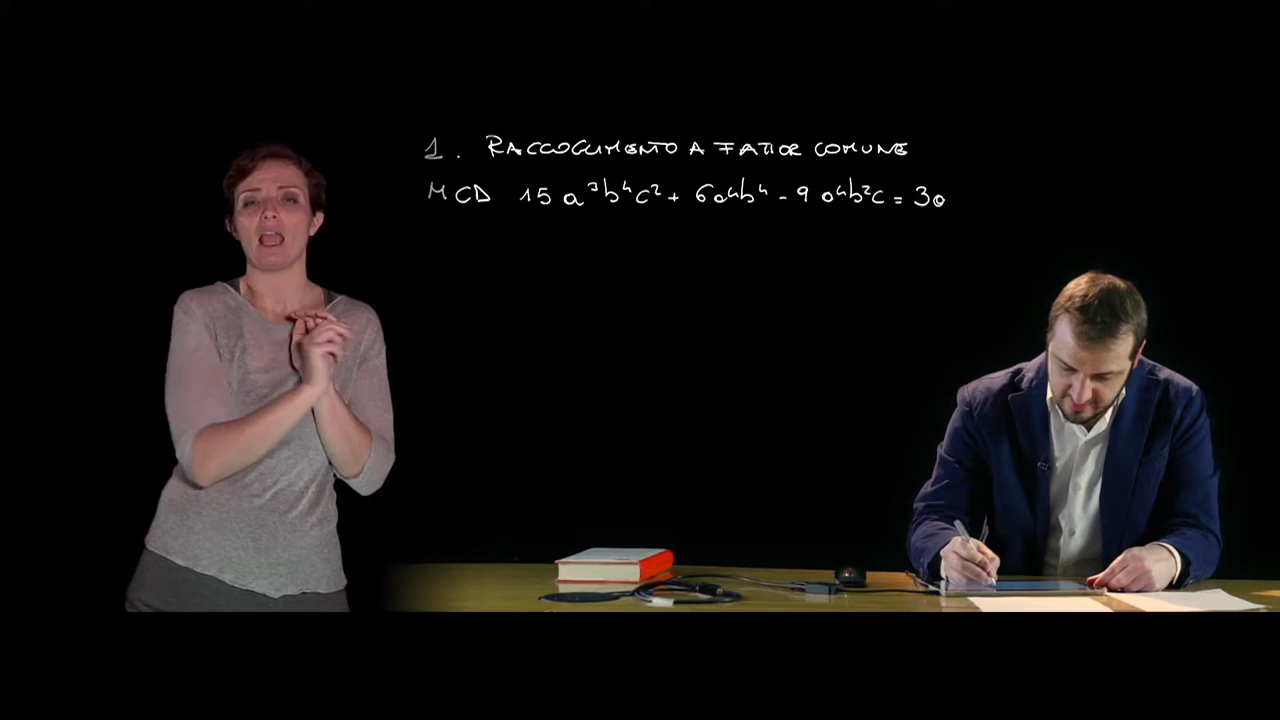 1. RACCOGLIMENTO A FATTOR COMUNE
MCD 15 a³b⁴c² + 6a⁴b⁴ - 9 a⁴b²c = 3a